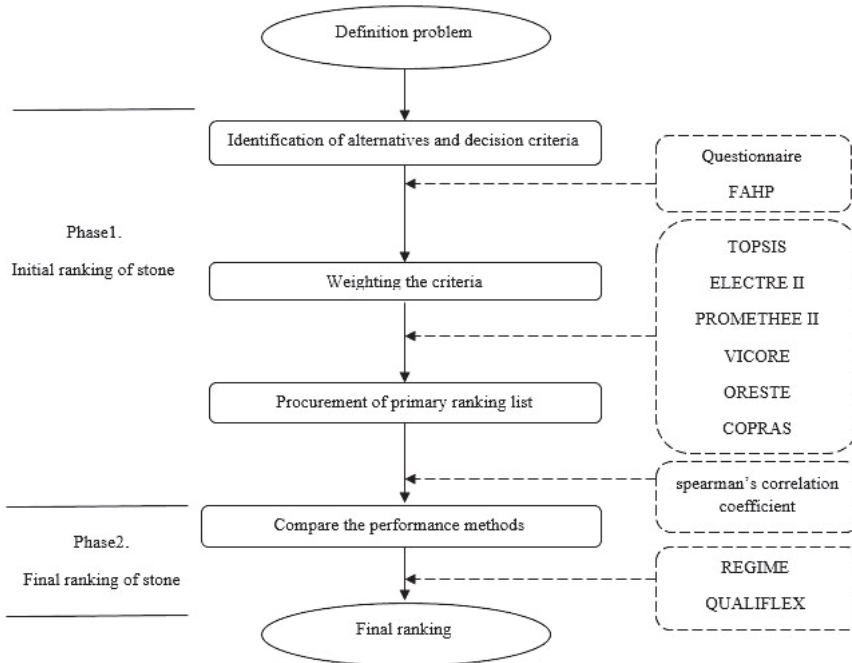 Definition problem
Identification of alternatives and decision criteria
Questionnaire
FAHP
Phase1.
Initial ranking of stone
TOPSIS
ELECTRE II
PROMETHEE II
VICORE
ORESTE
COPRAS
Weighting the criteria
Procurement of primary ranking list
spearman's correlation
coefficient
Compare the performance methods
Phase2.
Final ranking of stone
REGIME
QUALIFLEX
Final ranking